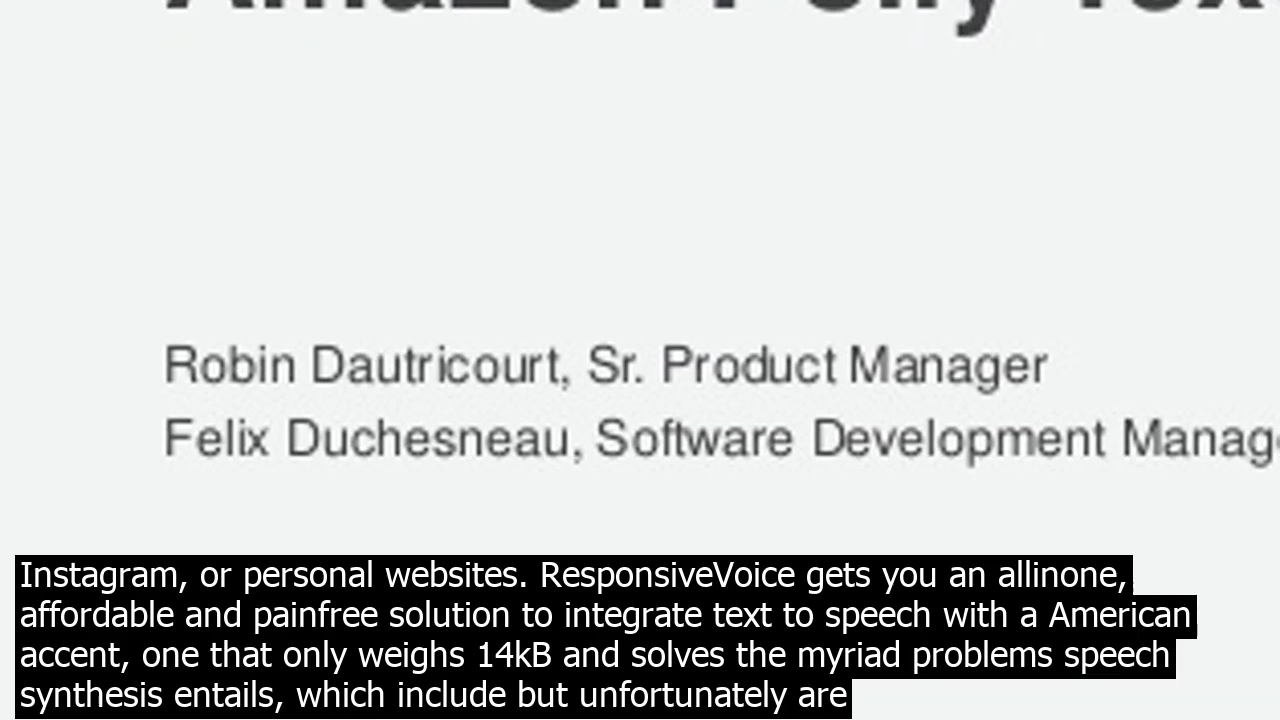 Robin Dautricourt, Sr. Product Manager
Felix Duchesneau, Software Development
Instagram, or personal websites. ResponsiveVoice gets you an allinone,
affordable and painfree solution to integrate text to speech with a American
accent, one that only weighs 14kB and solves the myriad problems speech
synthesis entails, which include but unfortunately are